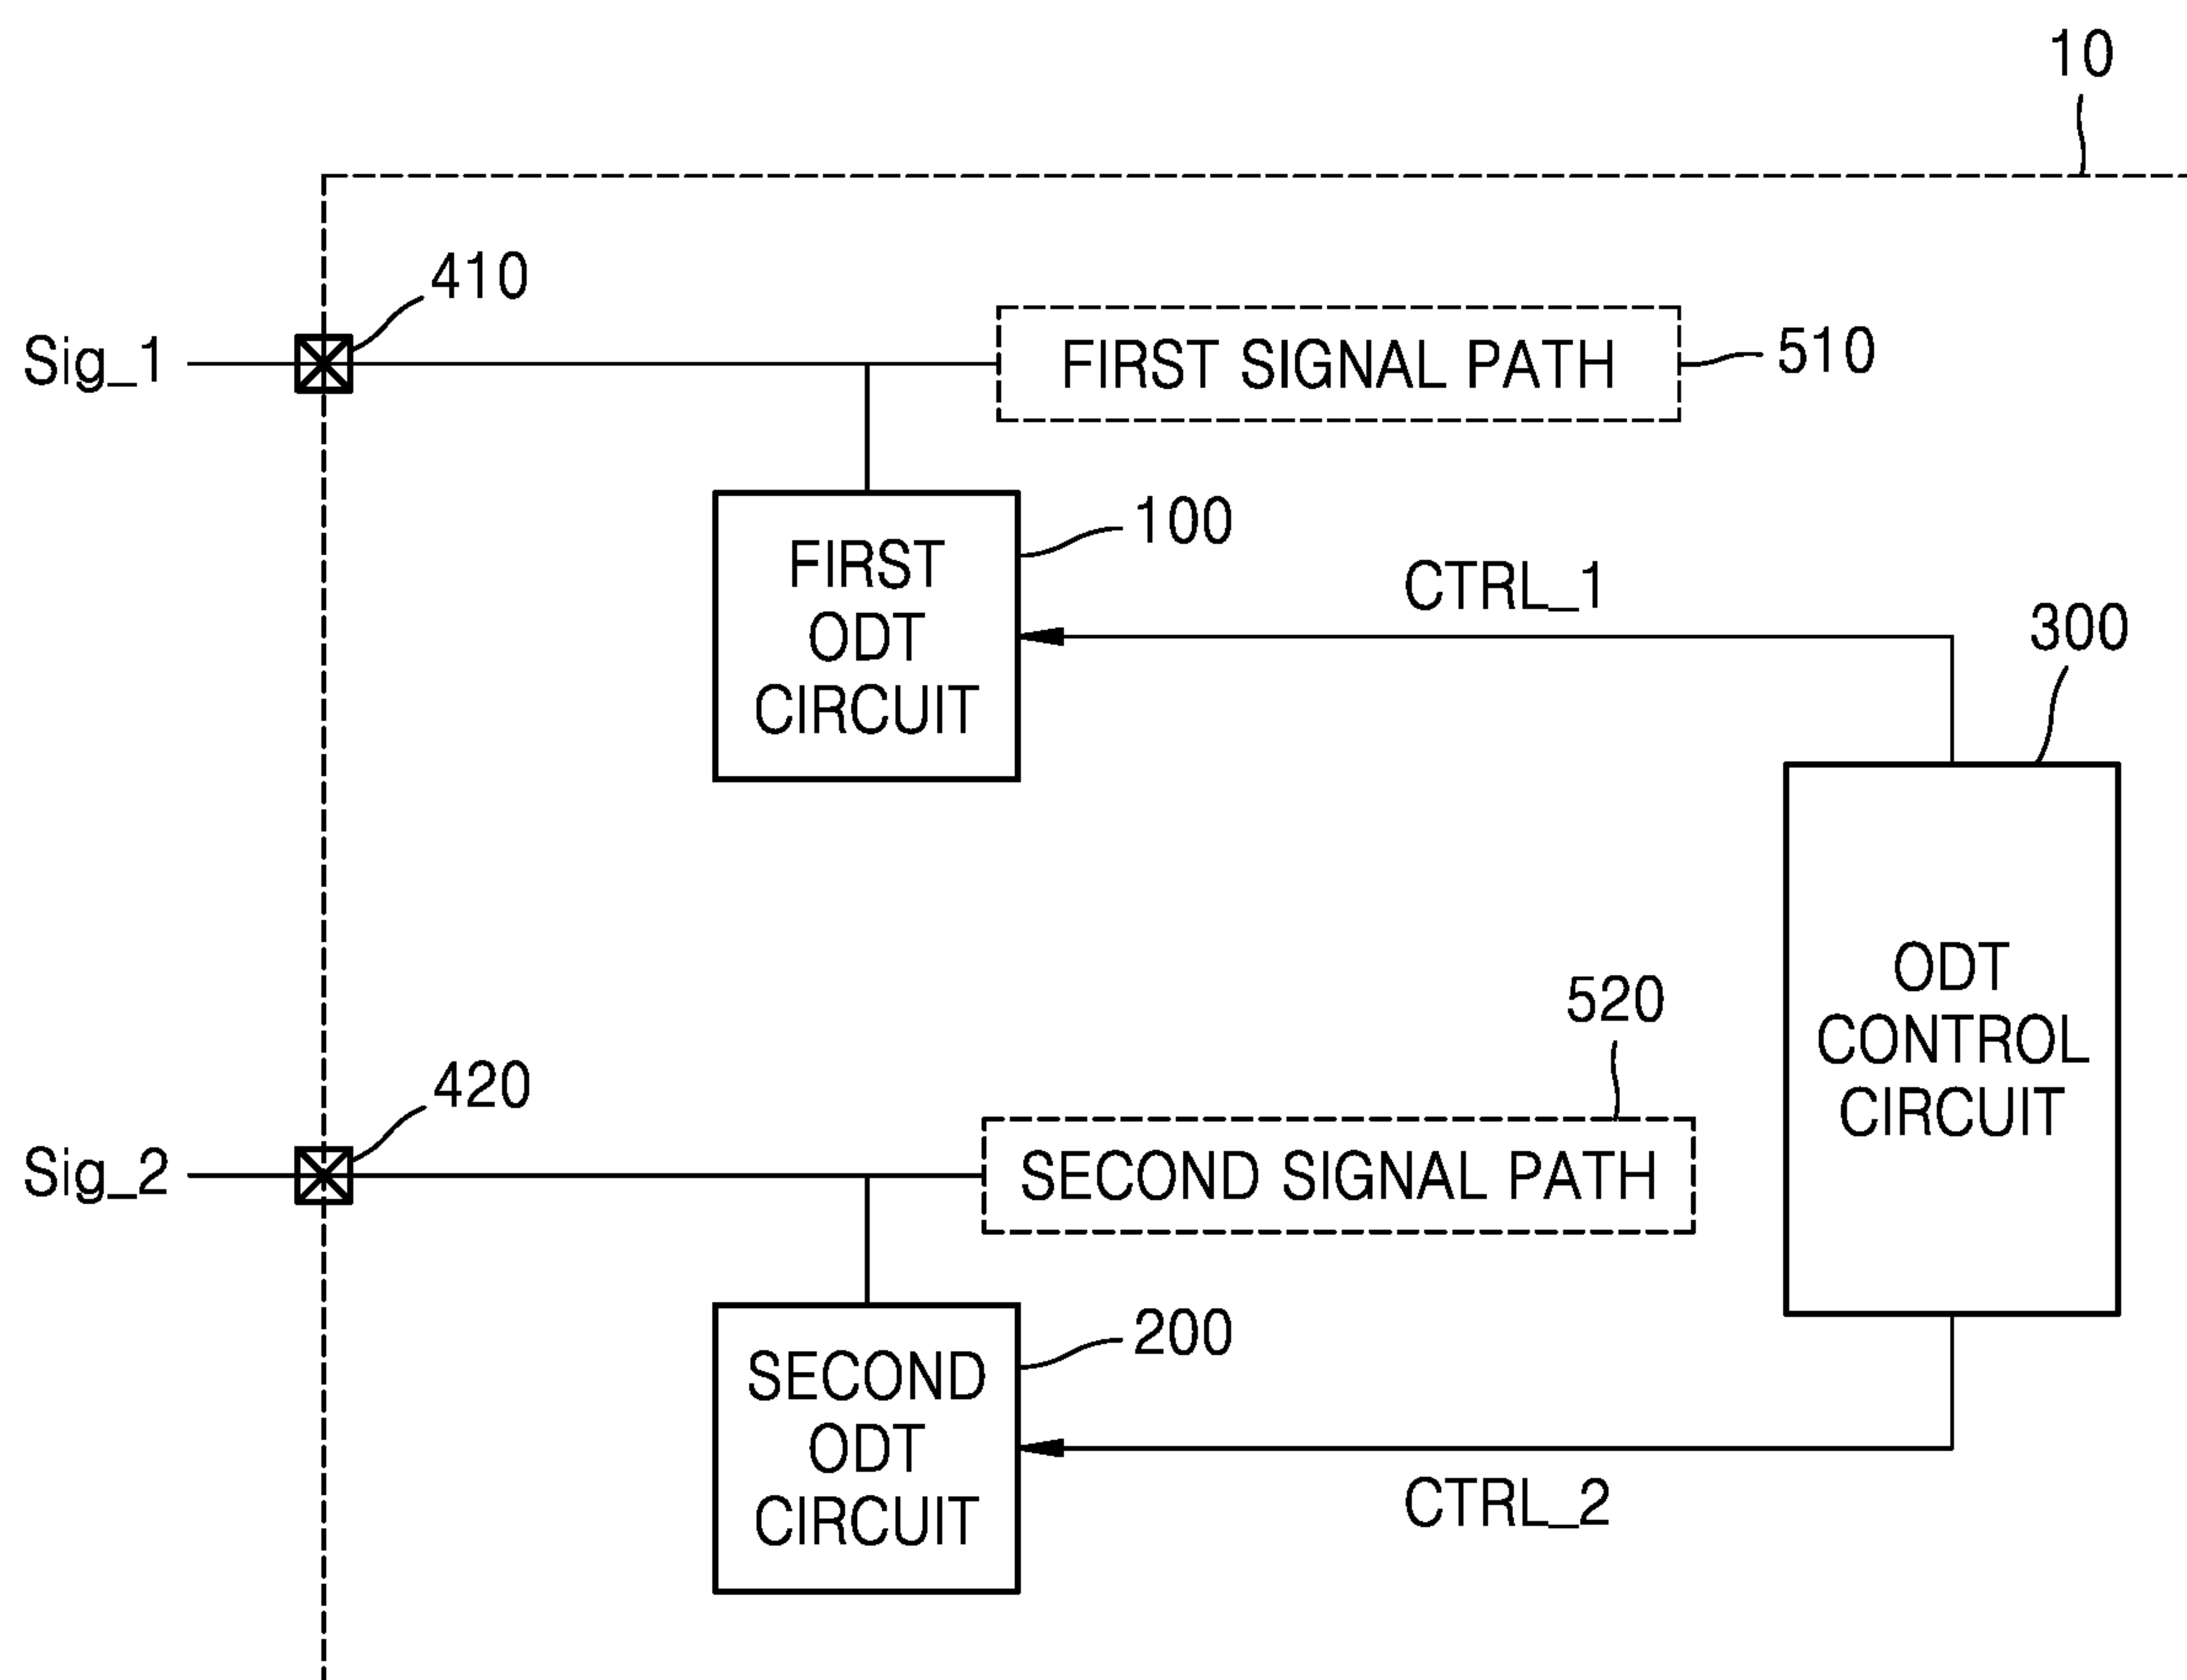 10
410
Sig_1
FIRST SIGNAL PATH
510
100
FIRST
ODT
CIRCUIT
CTRL_1
300
ODT
CONTROL
CIRCUIT
520
420
Sig_2
SECOND SIGNAL PATH
200
SECOND
ODT
CIRCUIT
CTRL_2